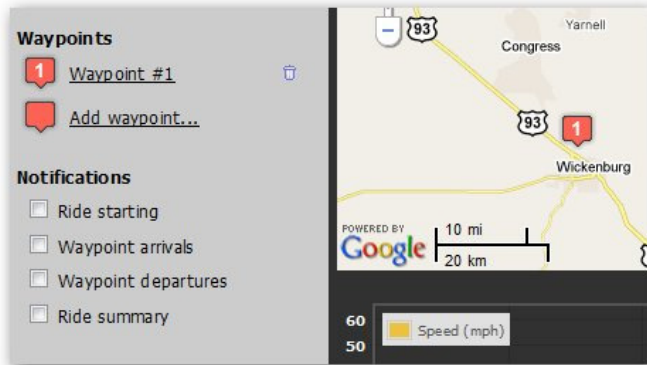 Waypoints
1 Waypoint #1
Add waypoint...
Notifications
Ride starting
Waypoint arrivals
Waypoint departures
Ride summary
93
Yarnell
Congress
93
1
Wickenburg
POWERED BY
Google
10 mi
20 km
60
50
Speed (mph)